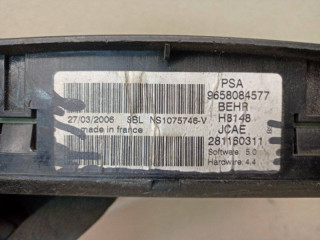 PSA
9658084577
BEHR
27/03/2006 SBL NS1075746-V H8148
made in france JCAE
281150311
Software: 5.0
Hardware: 4.4